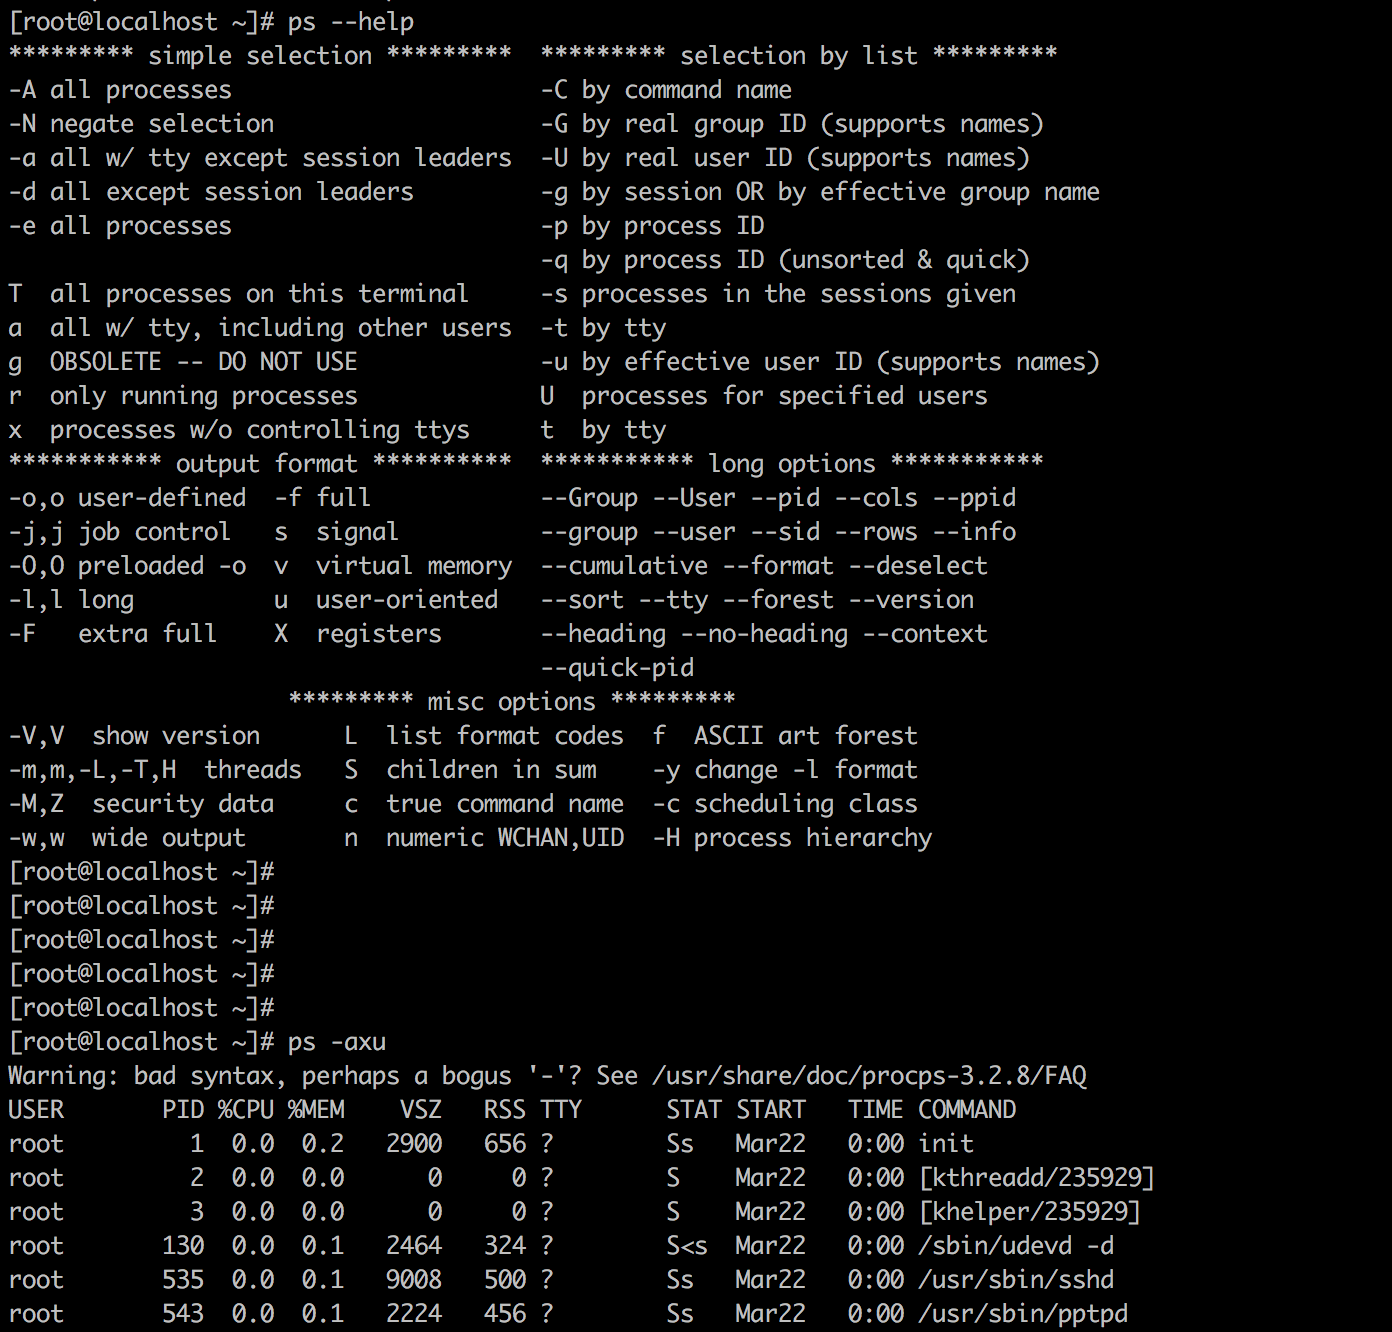 [root@localhost ~]# ps --help
********* simple selection *********  ********* selection by list *********
-A all processes                      -C by command name
-N negate selection                   -G by real group ID (supports names)
-a all w/ tty except session leaders  -U by real user ID (supports names)
-d all except session leaders         -g by session OR by effective group name
-e all processes                      -p by process ID
                                      -q by process ID (unsorted & quick)
T  all processes on this terminal     -s processes in the sessions given
a  all w/ tty, including other users  -t by tty
g  OBSOLETE -- DO NOT USE             -u by effective user ID (supports names)
r  only running processes             U  processes for specified users
x  processes w/o controlling ttys     t  by tty
*********** output format **********  *********** long options ***********
-o,o user-defined  -f full            --Group --User --pid --cols --ppid
-j,j job control   s  signal          --group --user --sid --rows --info
-O,O preloaded -o  v  virtual memory  --cumulative --format --deselect
-l,l long          u  user-oriented   --sort --tty --forest --version
-F   extra full    X  registers       --heading --no-heading --context
                                      --quick-pid
                    ********* misc options *********
-V,V  show version      L  list format codes  f  ASCII art forest
-m,m,-L,-T,H  threads   S  children in sum    -y change -l format
-M,Z  security data     c  true command name  -c scheduling class
-w,w  wide output       n  numeric WCHAN,UID  -H process hierarchy
[root@localhost ~]#
[root@localhost ~]#
[root@localhost ~]#
[root@localhost ~]#
[root@localhost ~]#
[root@localhost ~]# ps -axu
Warning: bad syntax, perhaps a bogus '-'? See /usr/share/doc/procps-3.2.8/FAQ
USER       PID %CPU %MEM    VSZ   RSS TTY      STAT START   TIME COMMAND
root         1  0.0  0.2   2900   656 ?        Ss   Mar22   0:00 init
root         2  0.0  0.0      0     0 ?        S    Mar22   0:00 [kthreadd/235929]
root         3  0.0  0.0      0     0 ?        S    Mar22   0:00 [khelper/235929]
root       130  0.0  0.1   2464   324 ?        S<s  Mar22   0:00 /sbin/udevd -d
root       535  0.0  0.1   9008   500 ?        Ss   Mar22   0:00 /usr/sbin/sshd
root       543  0.0  0.1   2224   456 ?        Ss   Mar22   0:00 /usr/sbin/pptpd